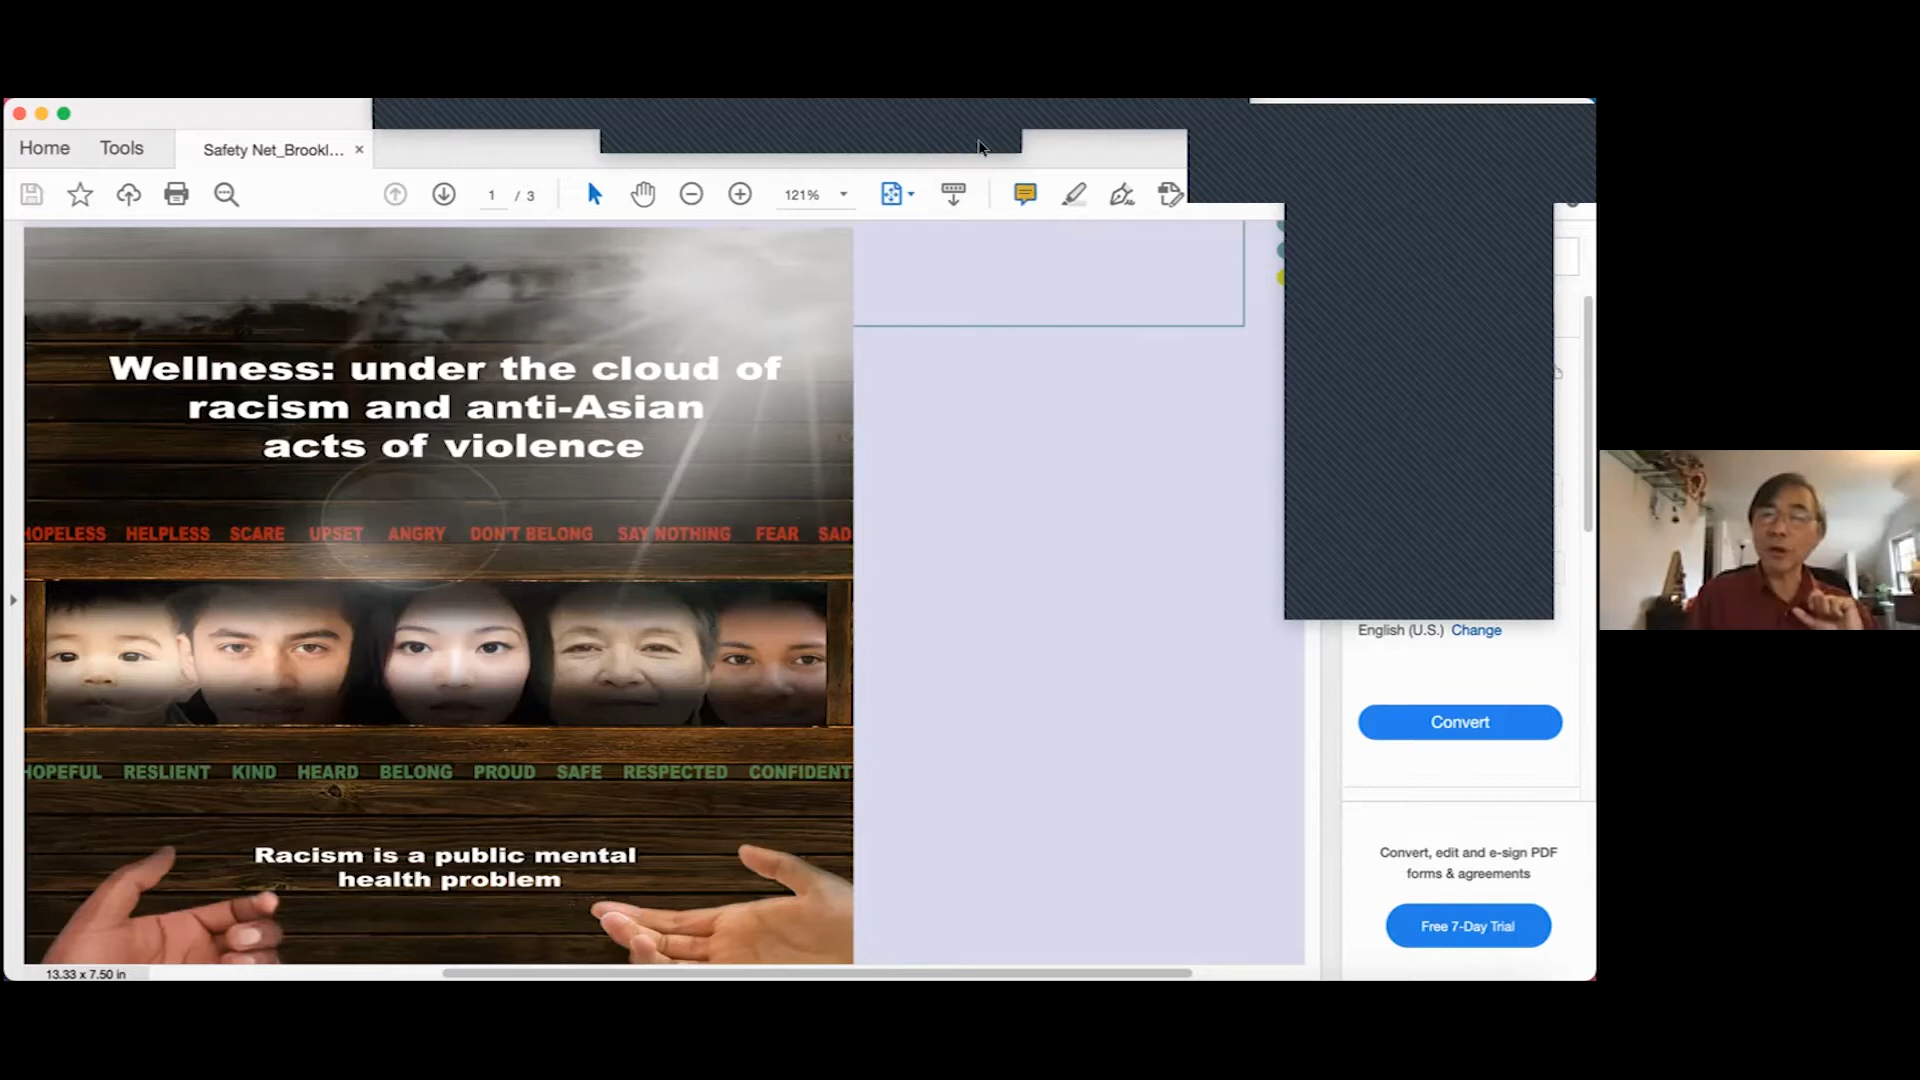 Home Tools Safety Net_Brookl... ×
1 / 3 121%
Wellness: under the cloud of
racism and anti-Asian
acts of violence
HOPELESS HELPLESS SCARE UPSET ANGRY DON'T BELONG SAY NOTHING FEAR SAD
HOPEFUL RESLIENT KIND HEARD BELONG PROUD SAFE RESPECTED CONFIDENT
Racism is a public mental
health problem
13.33 x 7.50 in
English (U.S.) Change
Convert
Convert, edit and e-sign PDF
forms & agreements
Free 7-Day Trial